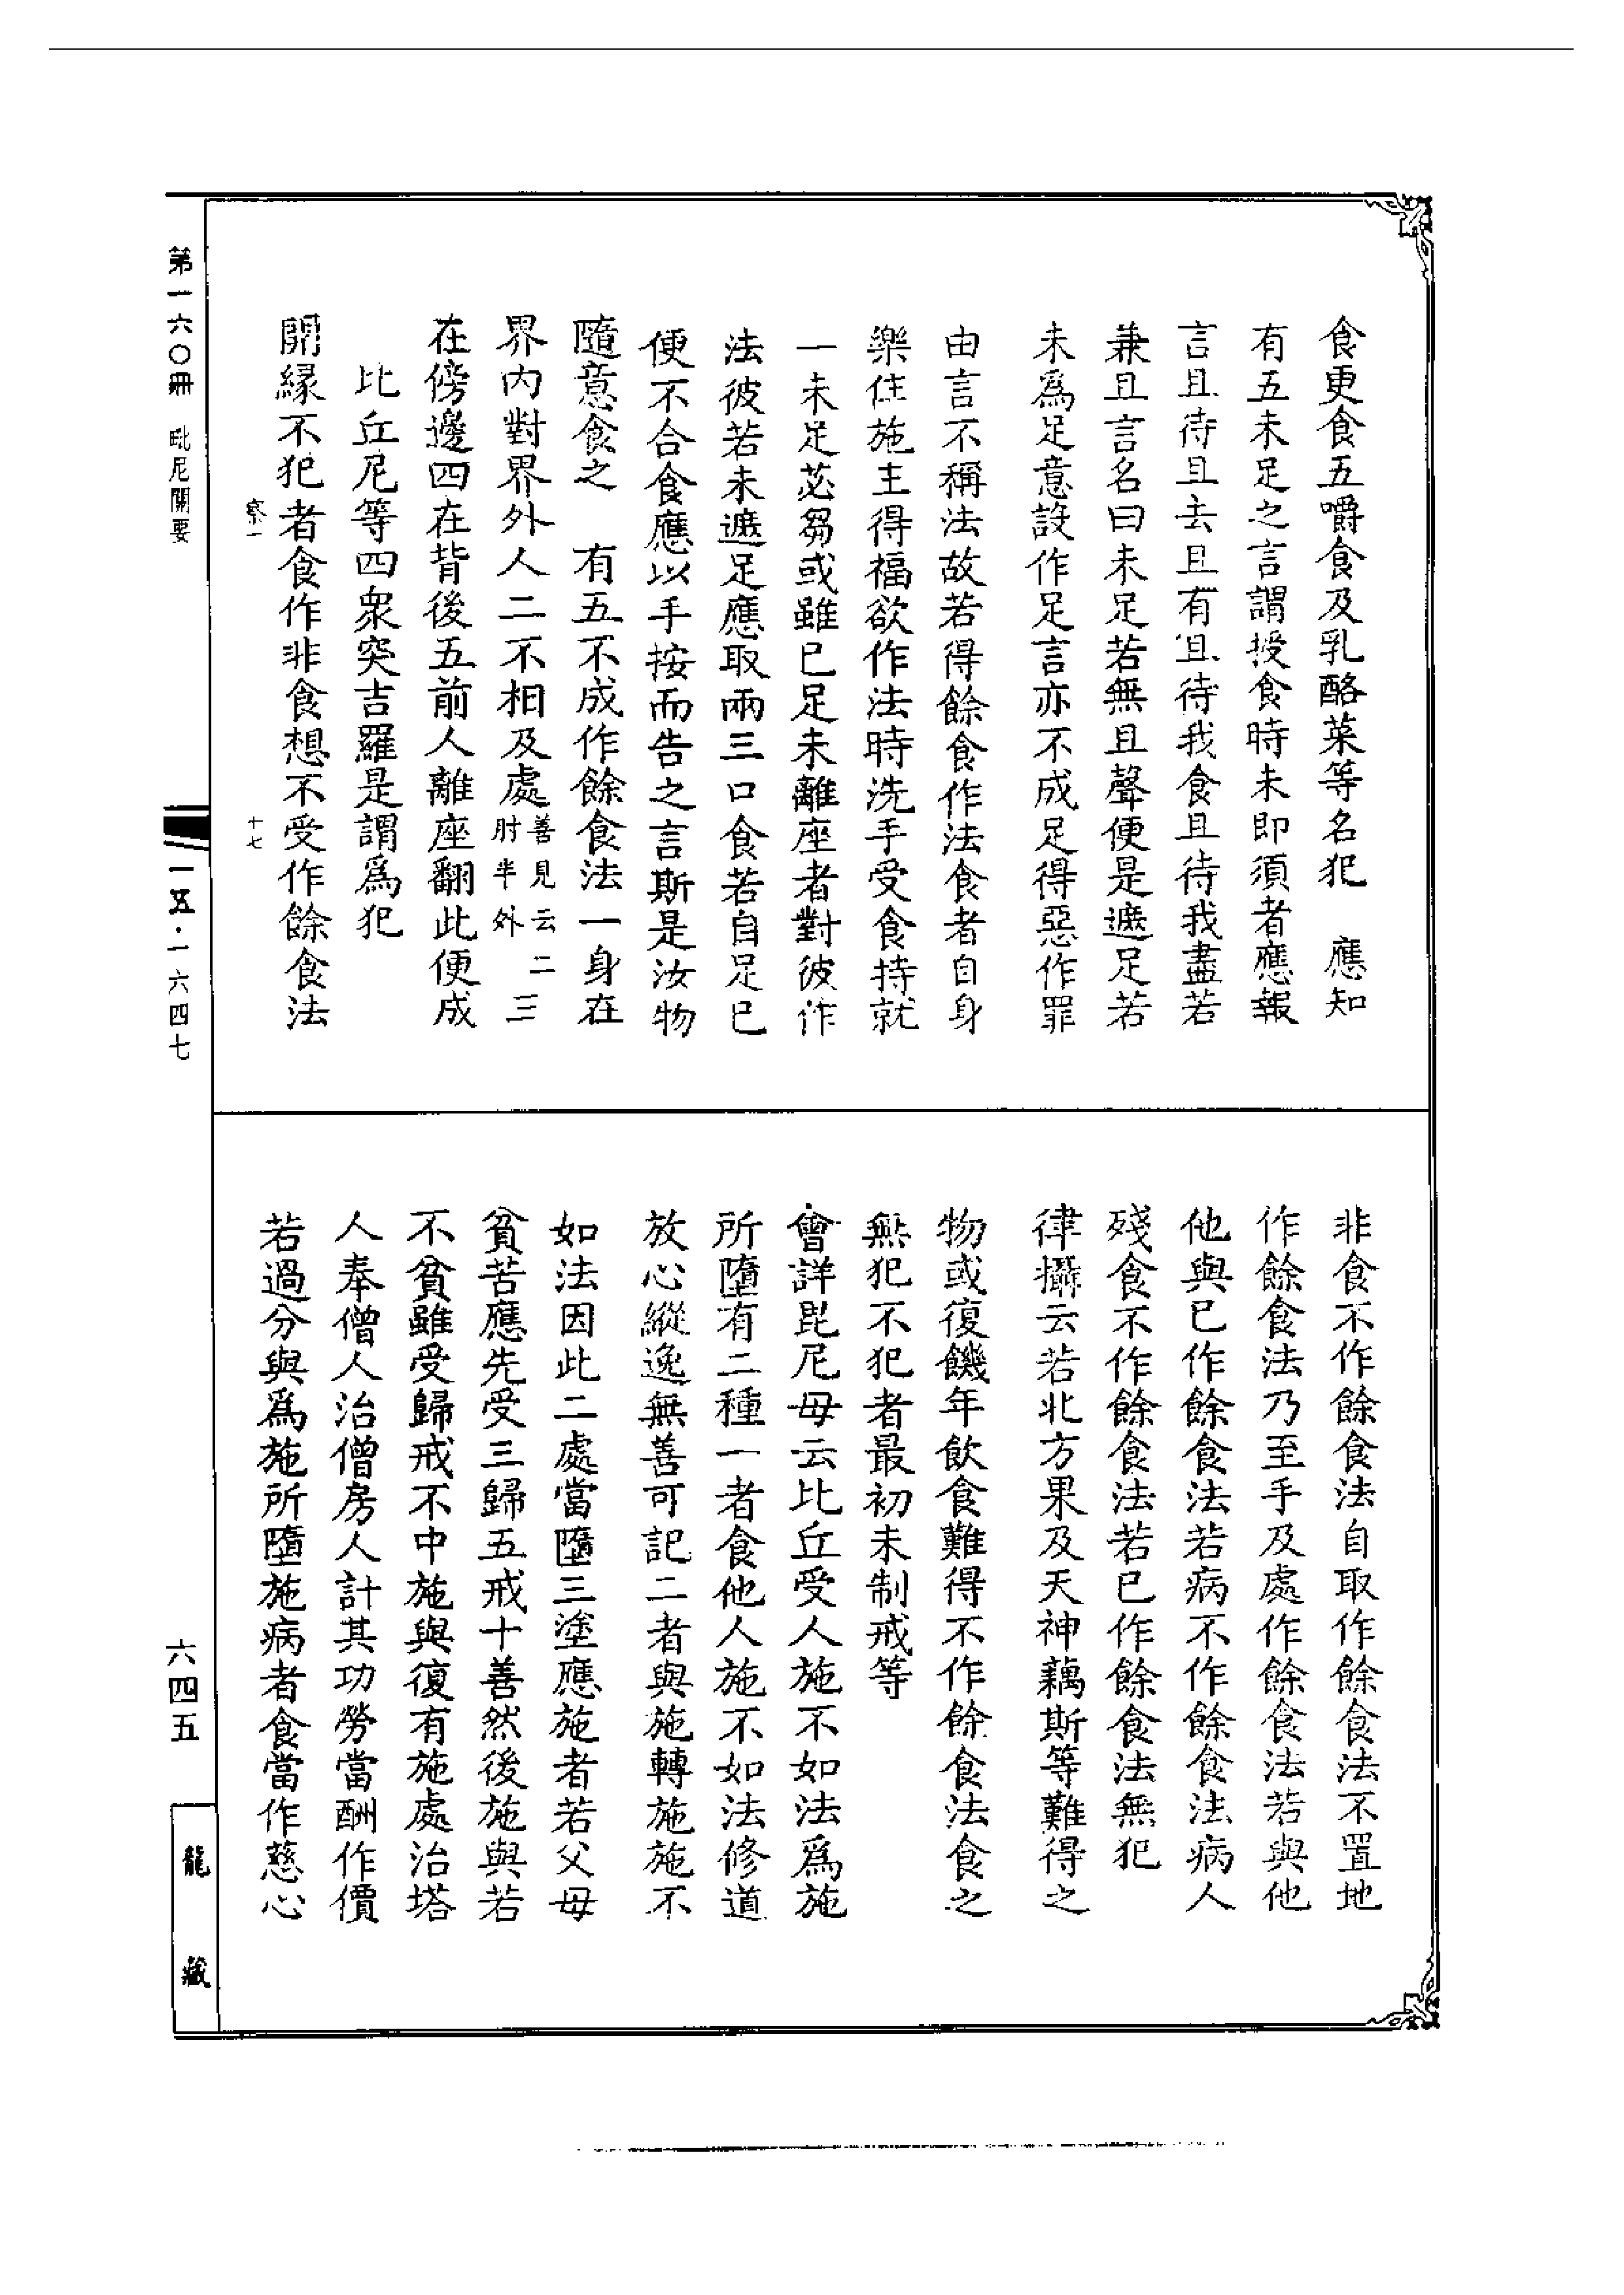 食更食五嚼食及乳酪菜等名犯　應知
有五未足之言謂授食時未即須者應報
言且待且去且有且待我食且待我盡若
兼且言名曰未足若無且聲便是遮足若
未爲足意設作足言亦不成足得惡作罪
由言不稱法故若得餘食作法食者自身
樂住施主得福欲作法時洗手受食持就
一未足苾芻或雖已足未離座者對彼作
法彼若未遮足應取兩三口食若自足已
便不合食應以手按而告之言斯是汝物
隨意食之　有五不成作餘食法一身在
界內對界外人二不相及處善見云二三肘半外
在傍邊四在背後五前人離座翻此便成
比丘尼等四衆突吉羅是謂爲犯
開緣不犯者食作非食想不受作餘食法
非食不作餘食法自取作餘食法不置地
作餘食法乃至手及處作餘食法若與他
他與已作餘食法若病不作餘食法病人
殘食不作餘食法若已作餘食法無犯
律攝云若北方果及天神藕斯等難得之
物或復饑年飲食難得不作餘食法食之
無犯不犯者最初未制戒等
會詳毘尼母云比丘受人施不如法爲施
所墮有二種一者食他人施不如法修道
放心縱逸無善可記二者與施轉施施不
如法因此二處當墮三塗應施者若父母
貧苦應先受三歸五戒十善然後施與若
不貧雖受歸戒不中施與復有施處治塔
人奉僧人治僧房人計其功勞當酬作價
若過分與爲施所墮施病者食當作慈心
第一六〇冊　毗尼關要
一五·一六四七
六四五
龍藏
十七